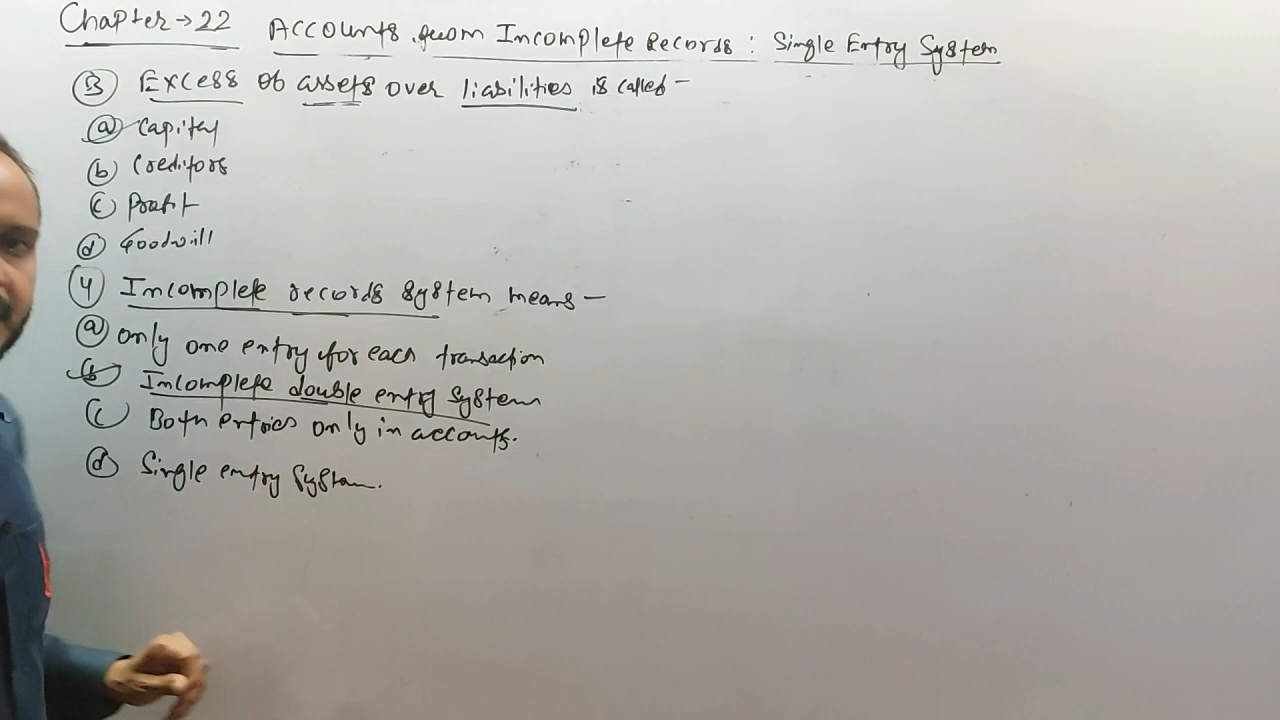 Chapter → 22 Accounts from Incomplete Records : Single Entry System
③ Excess of assets over liabilities is called –
ⓐ Capital
ⓑ Creditors
ⓒ Profit
ⓓ Goodwill
④ Incomplete records system means –
ⓐ only one entry for each transaction
ⓑ Incomplete double entry system
ⓒ Both entries only in accounts.
ⓓ Single entry system.